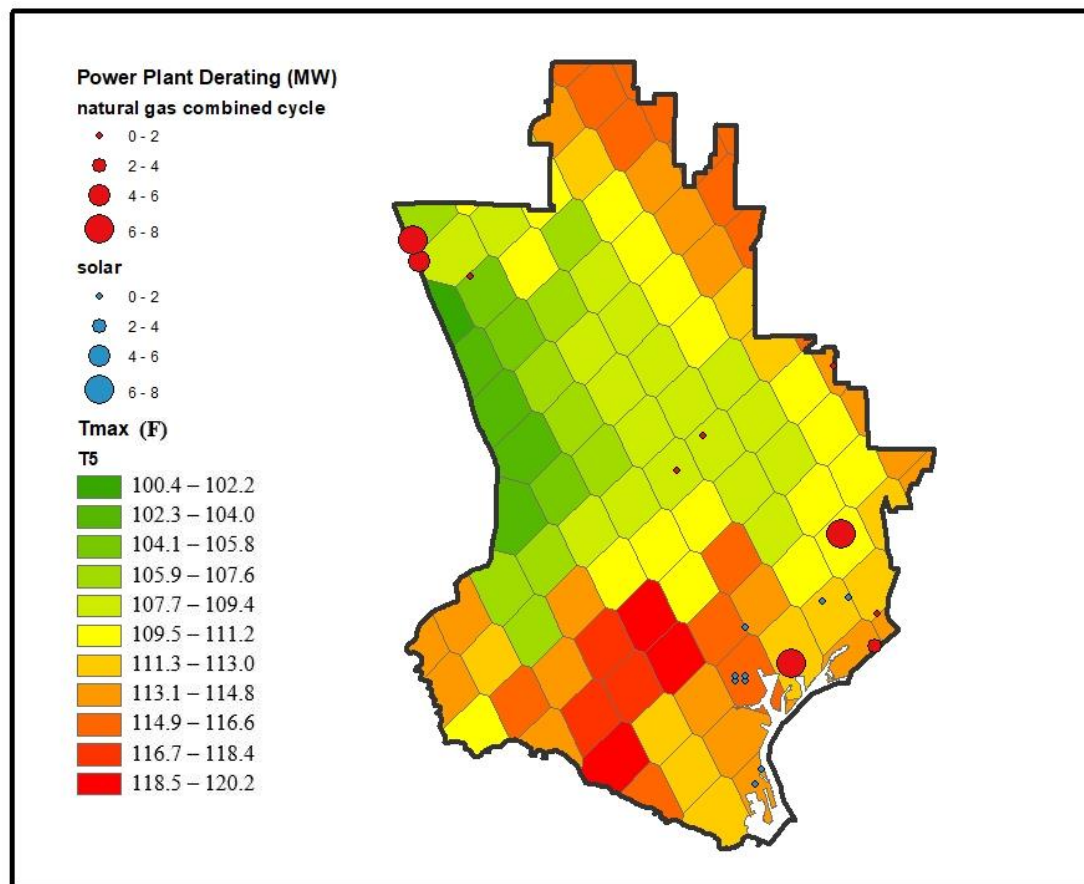 Power Plant Derating (MW)
natural gas combined cycle
0 - 2
2 - 4
4 - 6
6 - 8
solar
0 - 2
2 - 4
4 - 6
6 - 8
Tmax (F)
T5
100.4 – 102.2
102.3 – 104.0
104.1 – 105.8
105.9 – 107.6
107.7 – 109.4
109.5 – 111.2
111.3 – 113.0
113.1 – 114.8
114.9 – 116.6
116.7 – 118.4
118.5 – 120.2